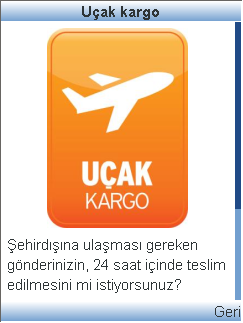 Uçak kargo
UÇAK
KARGO
Şehirdışına ulaşması gereken
gönderinizin, 24 saat içinde teslim
edilmesini mi istiyorsunuz?
Geri